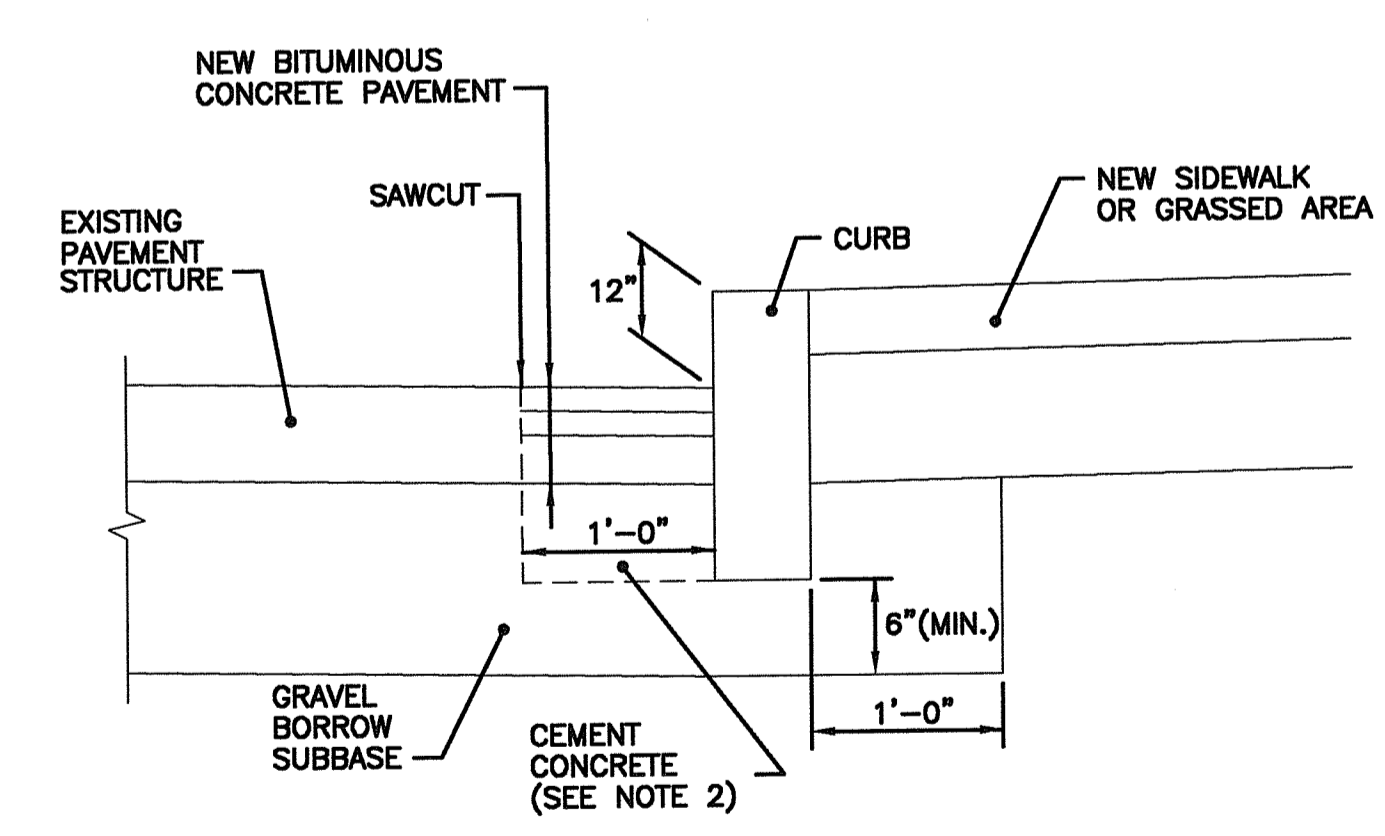 NEW BITUMINOUS
CONCRETE PAVEMENT
SAWCUT
EXISTING
PAVEMENT
STRUCTURE
12"
CURB
NEW SIDEWALK
OR GRASSED AREA
1'-0"
6"(MIN.)
1'-0"
GRAVEL
BORROW
SUBBASE
CEMENT
CONCRETE
(SEE NOTE 2)